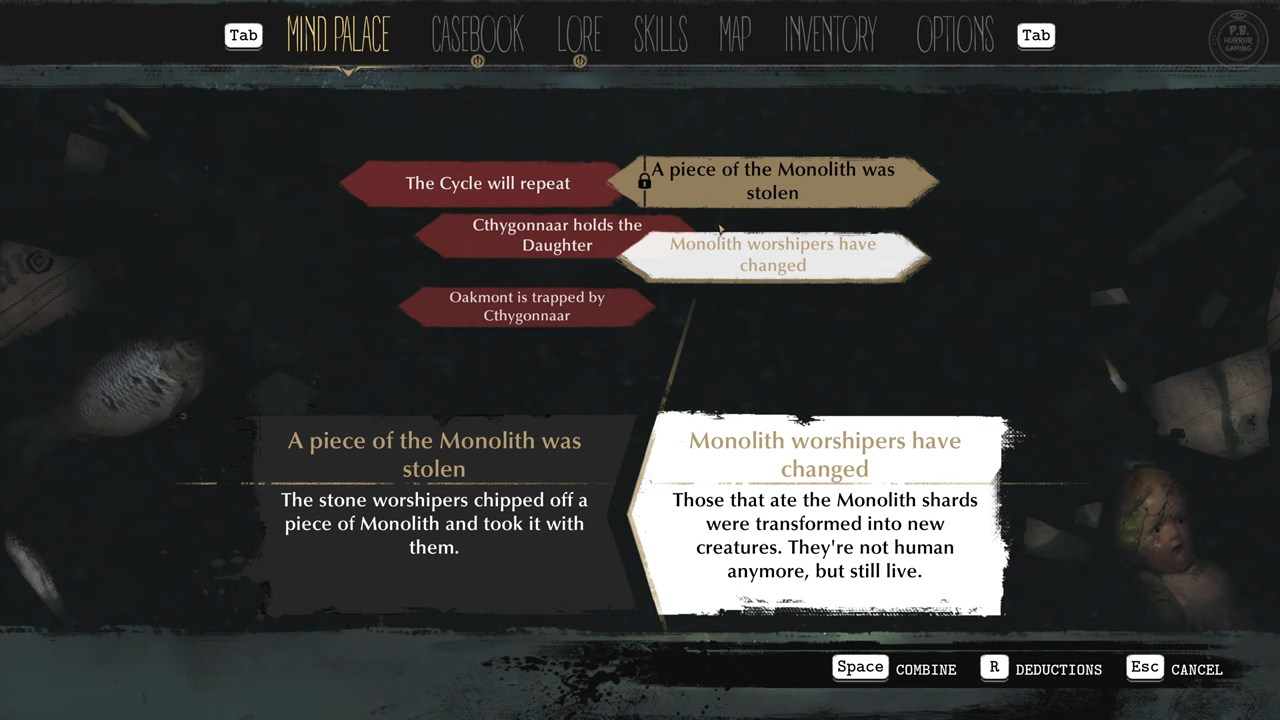 Tab
MIND PALACE
CASEBOOK
LORE
SKILLS
MAP
INVENTORY
OPTIONS
Tab
P.B.
HORROR
GAMING
The Cycle will repeat
A piece of the Monolith was
stolen
Cthygonnaar holds the
Daughter
Monolith worshipers have
changed
Oakmont is trapped by
Cthygonnaar
A piece of the Monolith was
stolen
The stone worshipers chipped off a
piece of Monolith and took it with
them.
Monolith worshipers have
changed
Those that ate the Monolith shards
were transformed into new
creatures. They're not human
anymore, but still live.
Space COMBINE
R DEDUCTIONS
Esc CANCEL